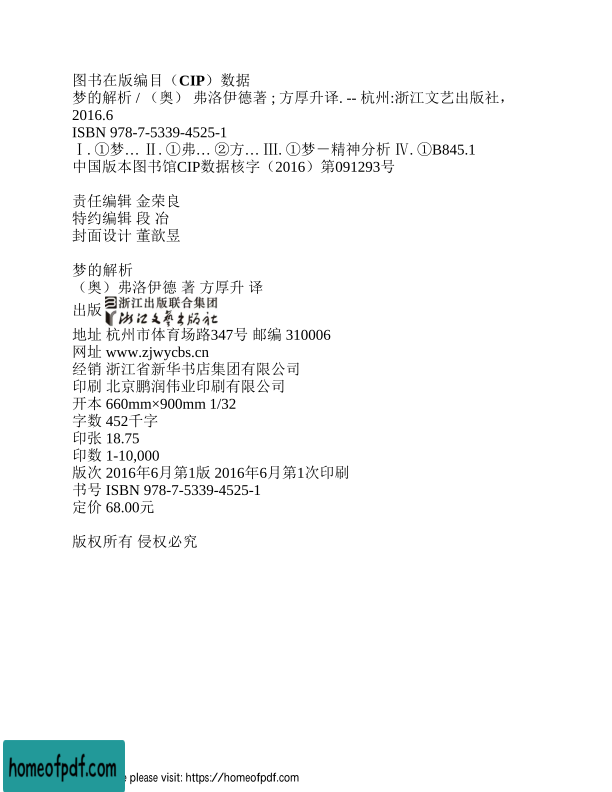 图书在版编目（CIP）数据
梦的解析 / （奥） 弗洛伊德著 ; 方厚升译. -- 杭州:浙江文艺出版社，
2016.6
ISBN 978-7-5339-4525-1
Ⅰ. ①梦… Ⅱ. ①弗… ②方… Ⅲ. ①梦－精神分析 Ⅳ. ①B845.1
中国版本图书馆CIP数据核字（2016）第091293号
责任编辑 金荣良
特约编辑 段 冶
封面设计 董歆昱
梦的解析
（奥）弗洛伊德 著 方厚升 译
出版 浙江出版联合集团
浙江文艺出版社
地址 杭州市体育场路347号 邮编 310006
网址 www.zjwycbs.cn
经销 浙江省新华书店集团有限公司
印刷 北京鹏润伟业印刷有限公司
开本 660mm×900mm 1/32
字数 452千字
印张 18.75
印数 1-10,000
版次 2016年6月第1版 2016年6月第1次印刷
书号 ISBN 978-7-5339-4525-1
定价 68.00元
版权所有 侵权必究
homeofpdf.com
please visit: https://homeofpdf.com